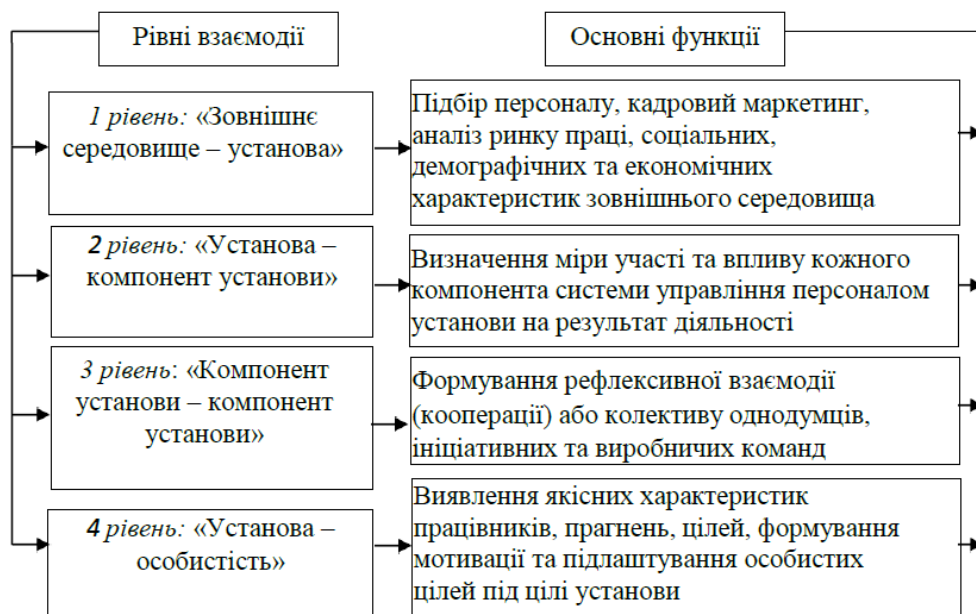 Рівні взаємодії
Основні функції
1 рівень: «Зовнішнє
середовище – установа»
Підбір персоналу, кадровий маркетинг,
аналіз ринку праці, соціальних,
демографічних та економічних
характеристик зовнішнього середовища
2 рівень: «Установа –
компонент установи»
Визначення міри участі та впливу кожного
компонента системи управління персоналом
установи на результат діяльності
3 рівень: «Компонент
установи – компонент
установи»
Формування рефлексивної взаємодії
(кооперації) або колективу однодумців,
ініціативних та виробничих команд
4 рівень: «Установа –
особистість»
Виявлення якісних характеристик
працівників, прагнень, цілей, формування
мотивації та підлаштування особистих
цілей під цілі установи